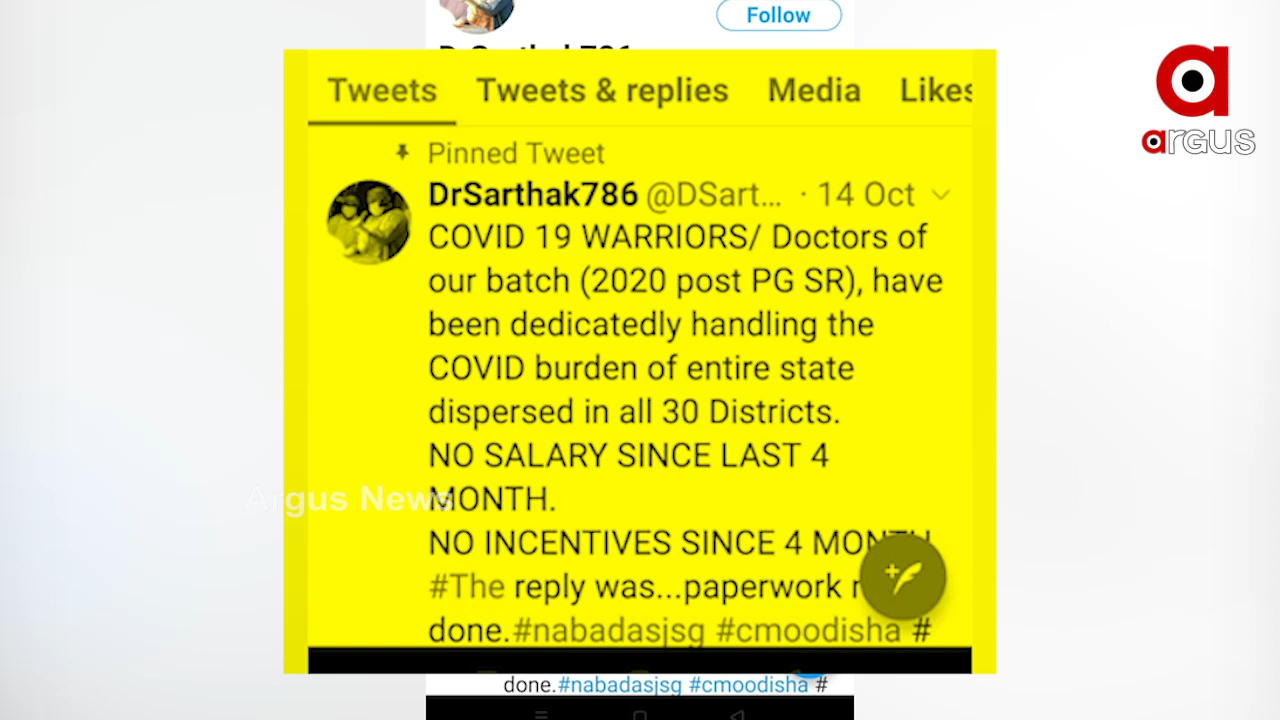 Follow
argus
Tweets Tweets & replies Media Likes
Pinned Tweet
DrSarthak786 @DSart... · 14 Oct
COVID 19 WARRIORS/ Doctors of
our batch (2020 post PG SR), have
been dedicatedly handling the
COVID burden of entire state
dispersed in all 30 Districts.
NO SALARY SINCE LAST 4
MONTH.
Argus News
NO INCENTIVES SINCE 4 MONTH
#The reply was...paperwork
done.#nabadasjsg #cmoodisha #
done.#nabadasjsg #cmoodisha #